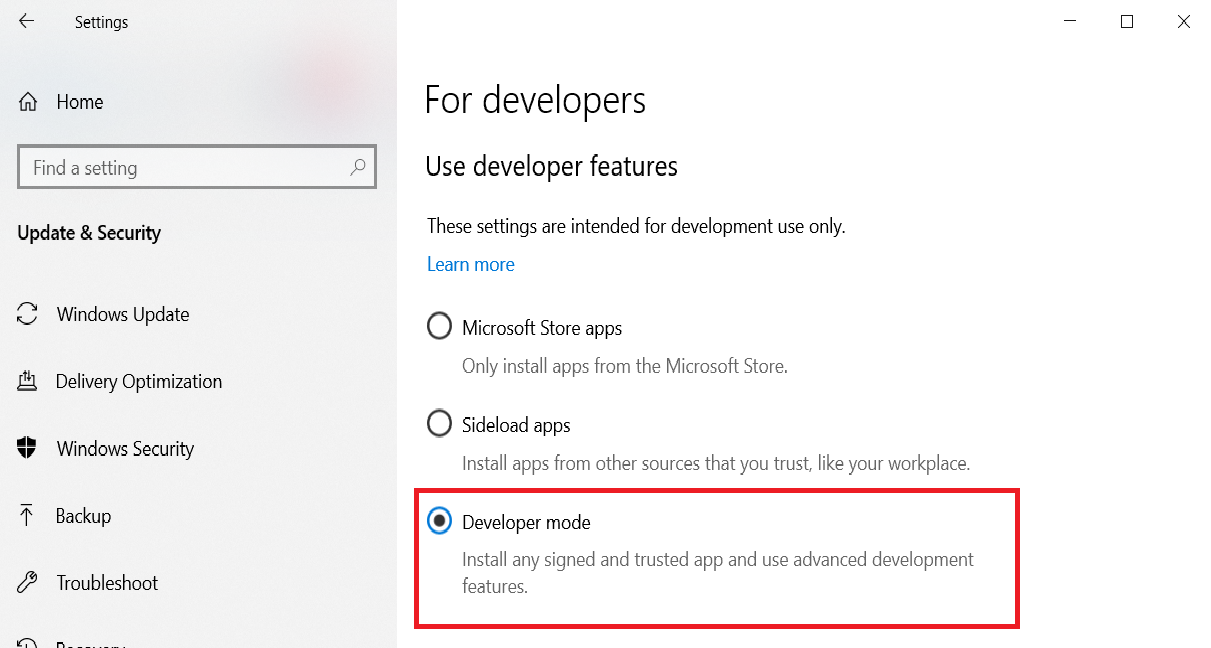 Settings
Home
Find a setting
Update & Security
Windows Update
Delivery Optimization
Windows Security
Backup
Troubleshoot
Recovery
For developers
Use developer features
These settings are intended for development use only.
Learn more
Microsoft Store apps
Only install apps from the Microsoft Store.
Sideload apps
Install apps from other sources that you trust, like your workplace.
Developer mode
Install any signed and trusted app and use advanced development
features.